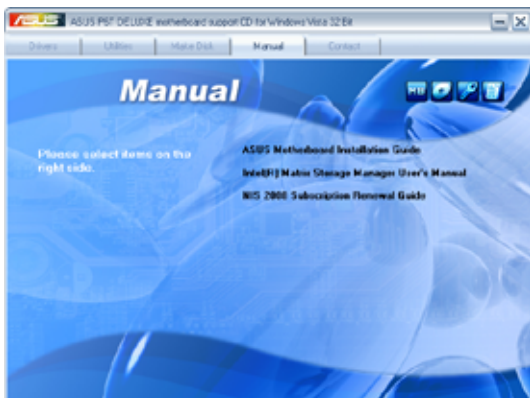 ASUS ASUS P6T DELUXE motherboard support CD for Windows Vista 32 Bit
Drivers Utilities Make Disk Manual Contact
Manual
Please select items on the
right side.
ASUS Motherboard Installation Guide
Intel(R) Matrix Storage Manager User's Manual
NIS 2008 Subscription Renewal Guide